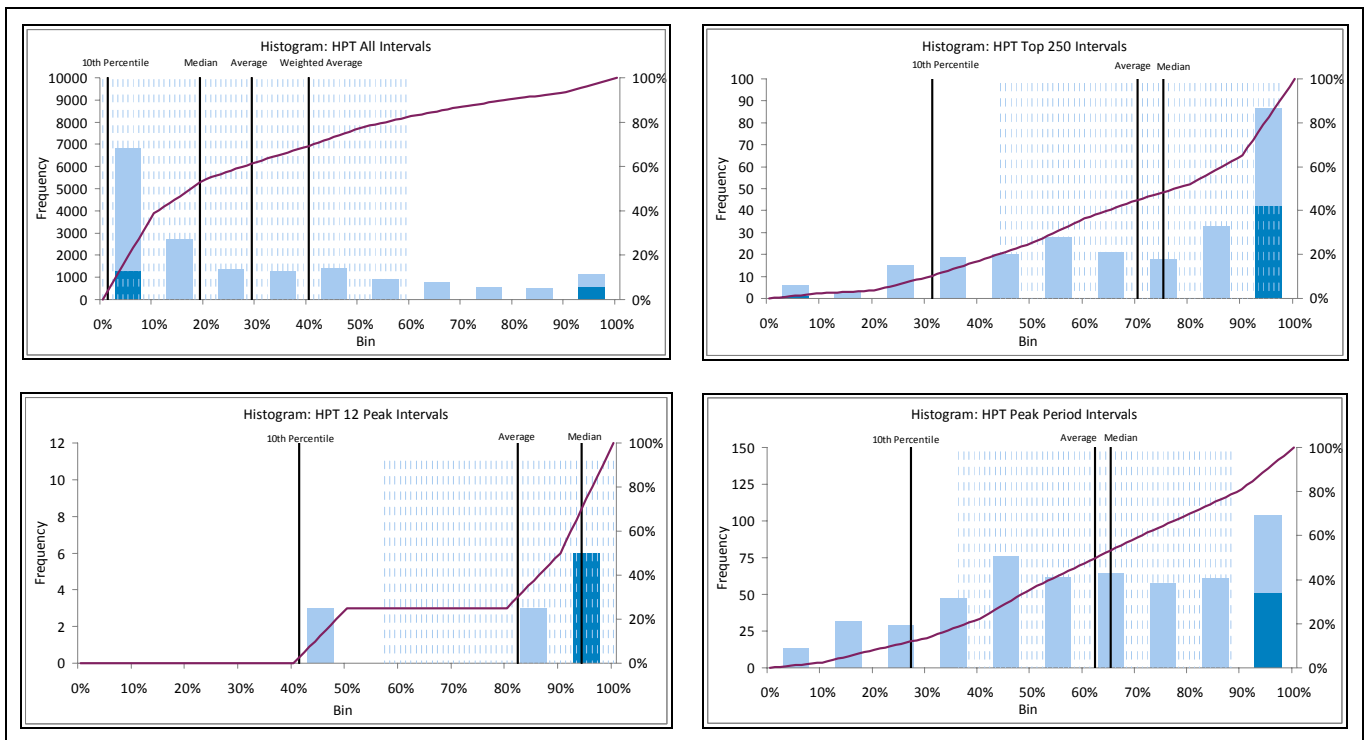 Histogram: HPT All Intervals
10th Percentile Median Average Weighted Average
10000 100%
9000
8000 80%
7000
6000 60%
5000
4000 40%
3000
2000 20%
1000
0 0%
Frequency
0% 10% 20% 30% 40% 50% 60% 70% 80% 90% 100%
Bin
Histogram: HPT Top 250 Intervals
10th Percentile Average Median
100 100%
90
80 80%
70
60 60%
50
40 40%
30
20 20%
10
0 0%
Frequency
0% 10% 20% 30% 40% 50% 60% 70% 80% 90% 100%
Bin
Histogram: HPT 12 Peak Intervals
10th Percentile Average Median
12 100%
10 80%
8
6 60%
4 40%
2 20%
0 0%
Frequency
0% 10% 20% 30% 40% 50% 60% 70% 80% 90% 100%
Bin
Histogram: HPT Peak Period Intervals
10th Percentile Average Median
150 100%
125 80%
100
75 60%
50 40%
25 20%
0 0%
Frequency
0% 10% 20% 30% 40% 50% 60% 70% 80% 90% 100%
Bin